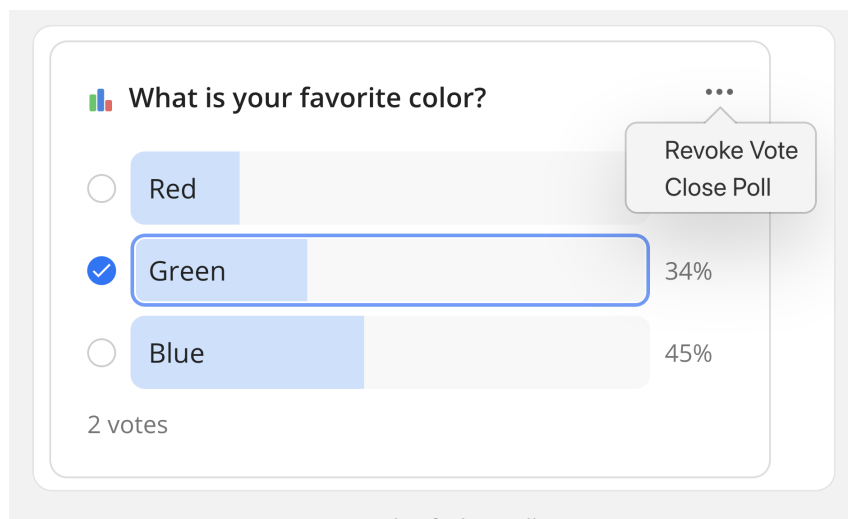 What is your favorite color?
Revoke Vote
Close Poll
Red
Green
34%
Blue
45%
2 votes